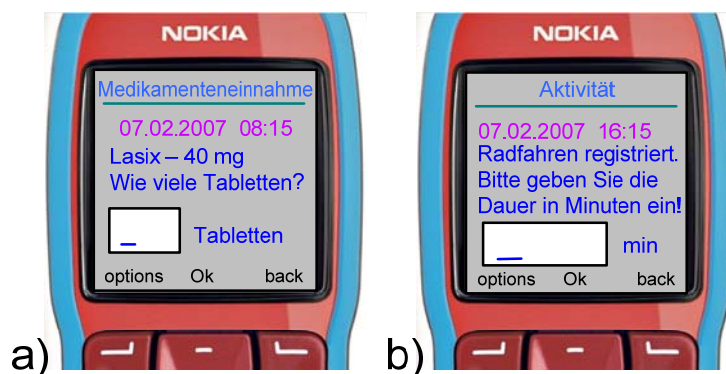 NOKIA
Medikamenteneinnahme
07.02.2007 08:15
Lasix – 40 mg
Wie viele Tabletten?
_ Tabletten
options Ok back
a)
NOKIA
Aktivität
07.02.2007 16:15
Radfahren registriert.
Bitte geben Sie die
Dauer in Minuten ein!
_ min
options Ok back
b)